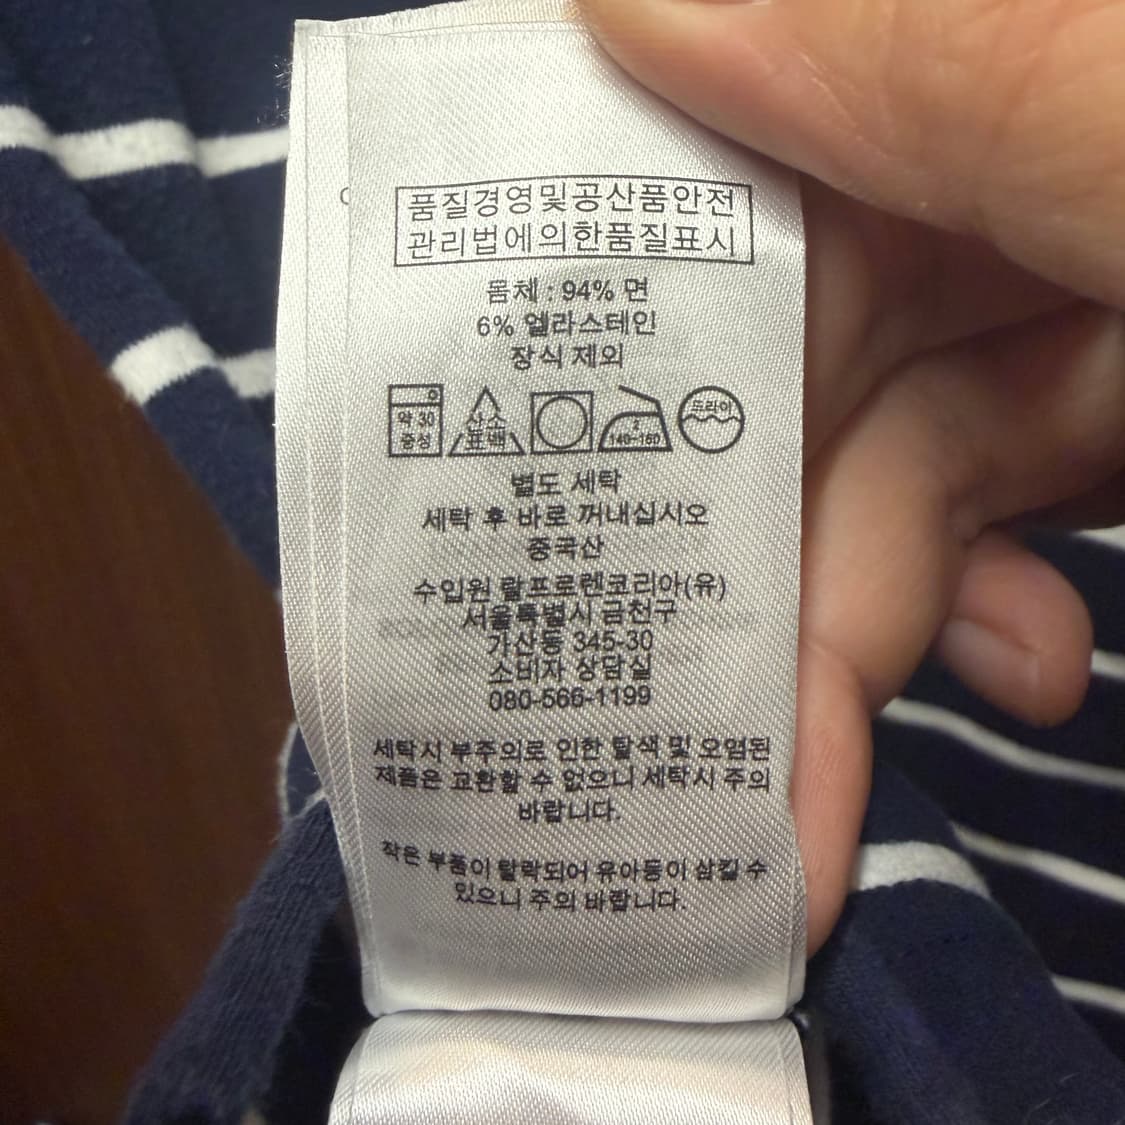 품질경영및공산품안전
관리법에의한품질표시
몸체 : 94% 면
6% 엘라스테인
장식 제외
약 30
중성
산소
표백
2
140~160
드라이
별도 세탁
세탁 후 바로 꺼내십시오
중국산
수입원 랄프로렌코리아(유)
서울특별시 금천구
가산동 345-30
소비자 상담실
080-566-1199
세탁시 부주의로 인한 탈색 및 오염된
제품은 교환할 수 없으니 세탁시 주의
바랍니다.
작은 부품이 탈락되어 유아등이 삼킬 수
있으니 주의 바랍니다.